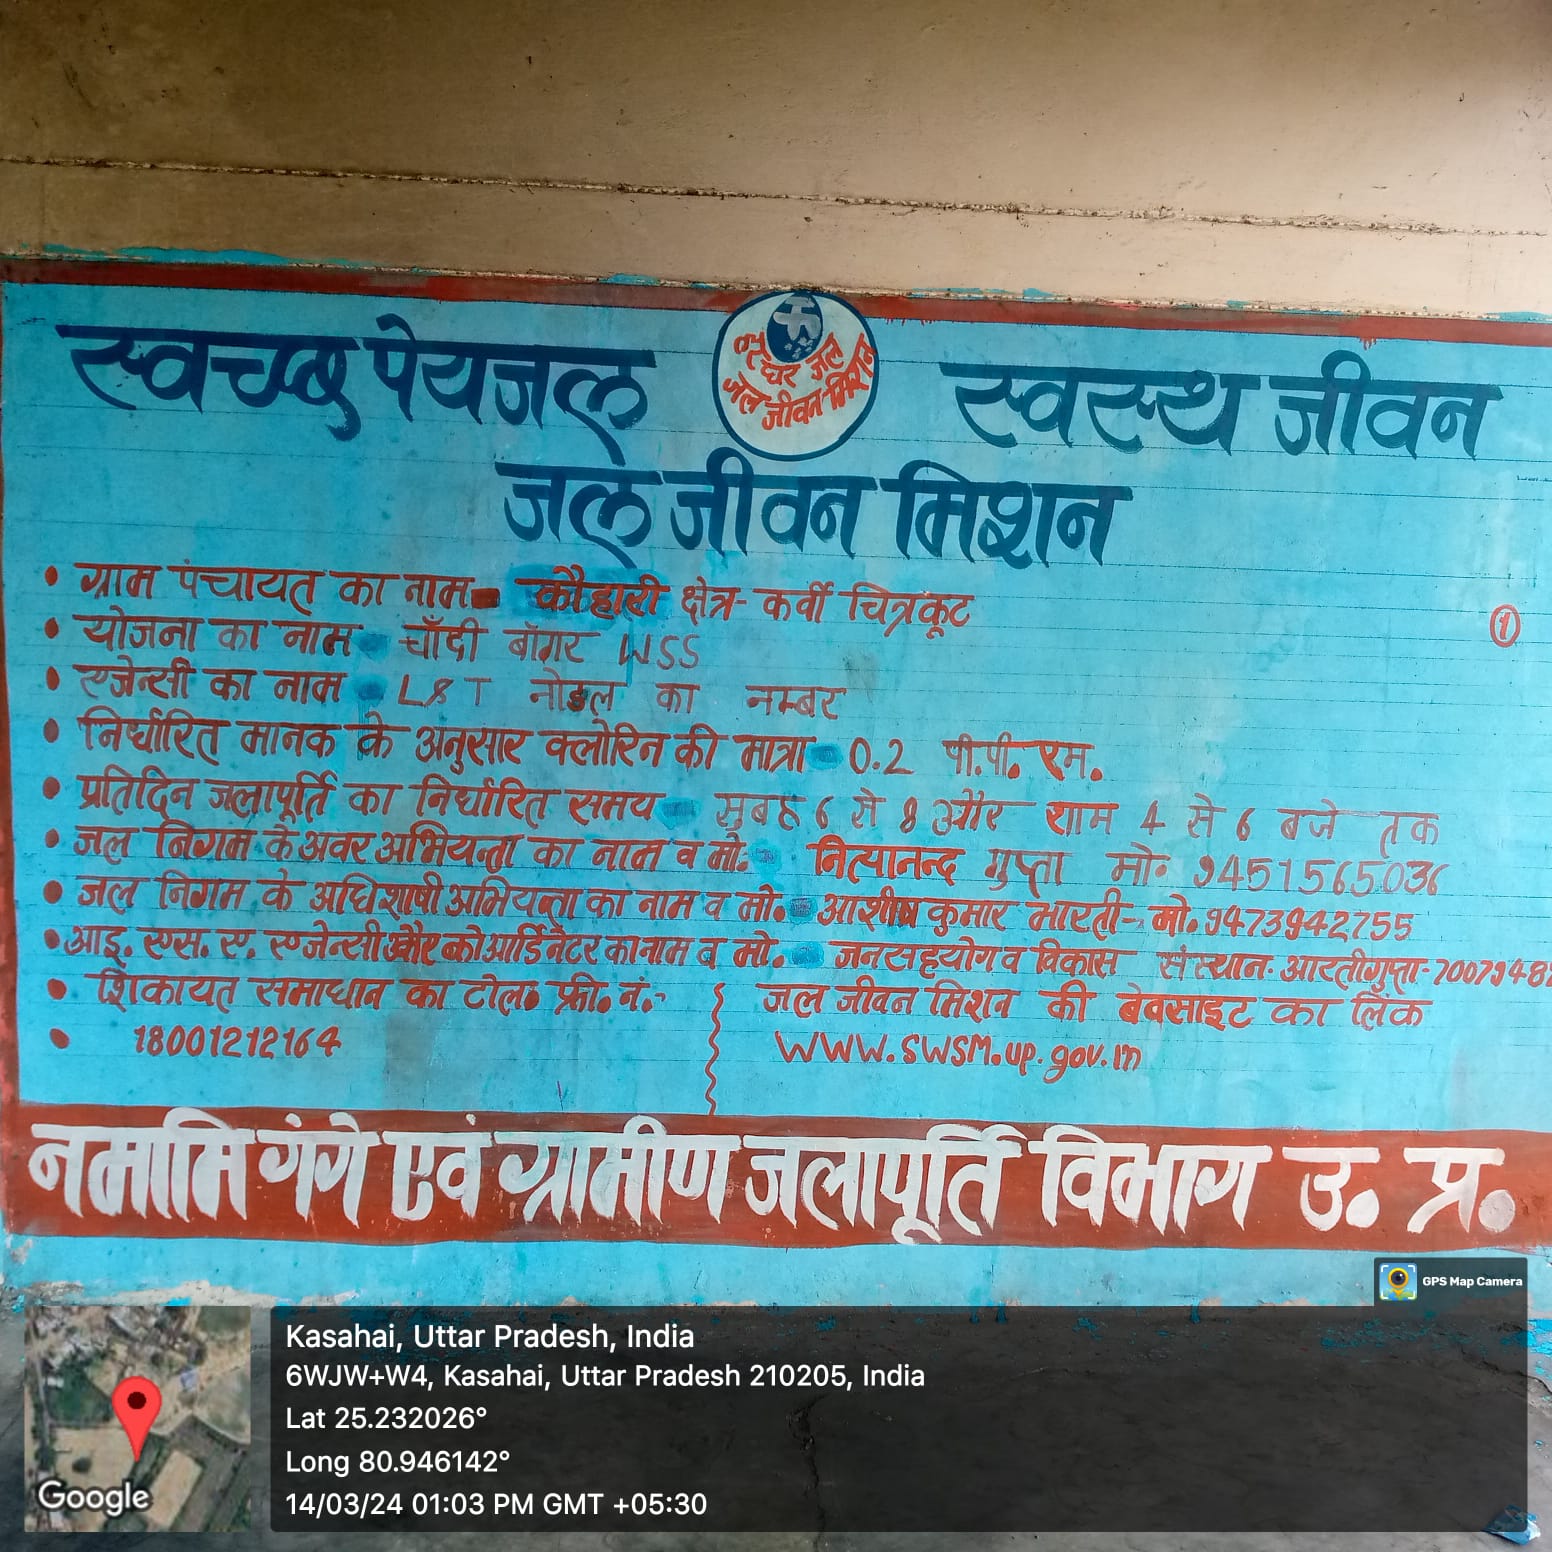 स्वच्छ पेयजल
हर घर जल
जल जीवन मिशन
स्वस्थ जीवन
जल जीवन मिशन
• ग्राम पंचायत का नाम- कौहारी क्षेत्र- कर्वी चित्रकूट
①
• योजना का नाम - चाँदी बाँगर WSS
• एजेन्सी का नाम - L&T नोडल का नम्बर
• निर्धारित मानक के अनुसार क्लोरिन की मात्रा - 0.2 पी.पी. एम.
• प्रतिदिन जलापूर्ति का निर्धारित समय - सुबह 6 से 8 और शाम 4 से 6 बजे तक
• जल निगम के अवर अभियन्ता का नाम व मो. - नित्यानन्द गुप्ता मो. 9451565036
• जल निगम के अधिशाषी अभियन्ता का नाम व मो. - आशीष कुमार भारती- मो. 9473942755
• आइ. एस. ए. एजेन्सी और कोआर्डिनेटर का नाम व मो. - जनसहयोग व विकास संस्थान- आरती गुप्ता- 7007948
• शिकायत समाधान का टोल. फ्री. नं.-
• 18001212164
जल जीवन मिशन की बेवसाइट का लिंक
WWW.SWSM.up.gov.in
नमामि गंगे एवं ग्रामीण जलापूर्ति विभाग उ. प्र.
GPS Map Camera
Kasahai, Uttar Pradesh, India
6WJW+W4, Kasahai, Uttar Pradesh 210205, India
Lat 25.232026°
Long 80.946142°
14/03/24 01:03 PM GMT +05:30
Google